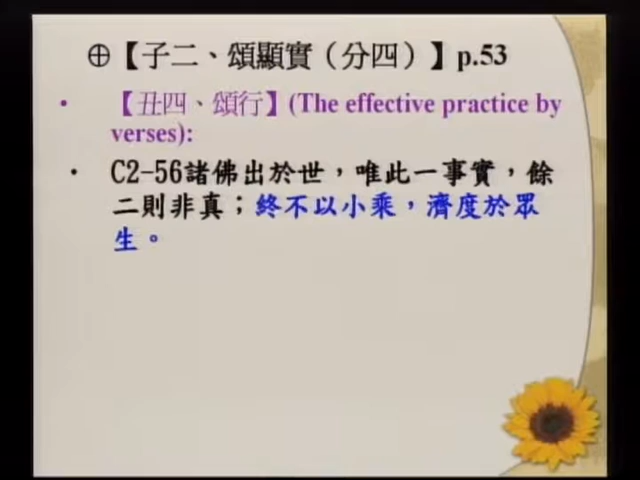 ⊕【子二、頌顯實（分四）】p.53
• 【丑四、頌行】(The effective practice by
verses):
• C2-56諸佛出於世，唯此一事實，餘
二則非真；終不以小乘，濟度於眾
生。